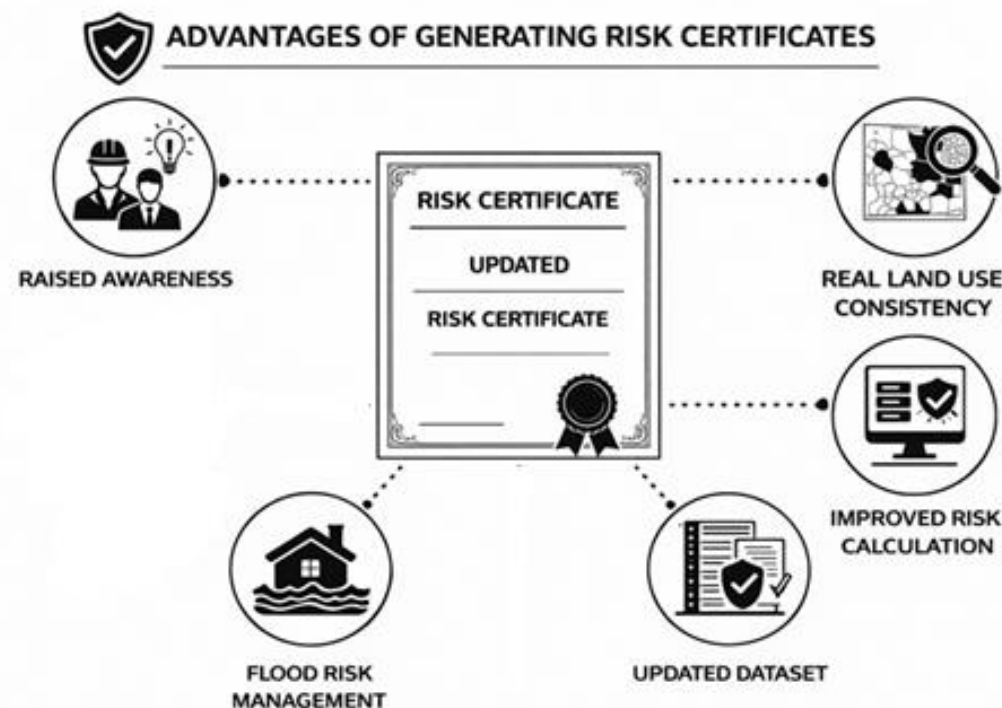 ADVANTAGES OF GENERATING RISK CERTIFICATES
RAISED AWARENESS
RISK CERTIFICATE
UPDATED
RISK CERTIFICATE
REAL LAND USE
CONSISTENCY
IMPROVED RISK
CALCULATION
FLOOD RISK
MANAGEMENT
UPDATED DATASET